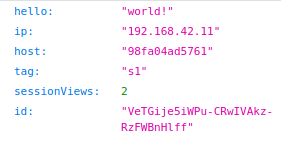 hello: "world!"
ip: "192.168.42.11"
host: "98fa04ad5761"
tag: "s1"
sessionViews: 2
id: "VeTGije5iWPu-CRwIVAkz-
RzFWBnHlff"